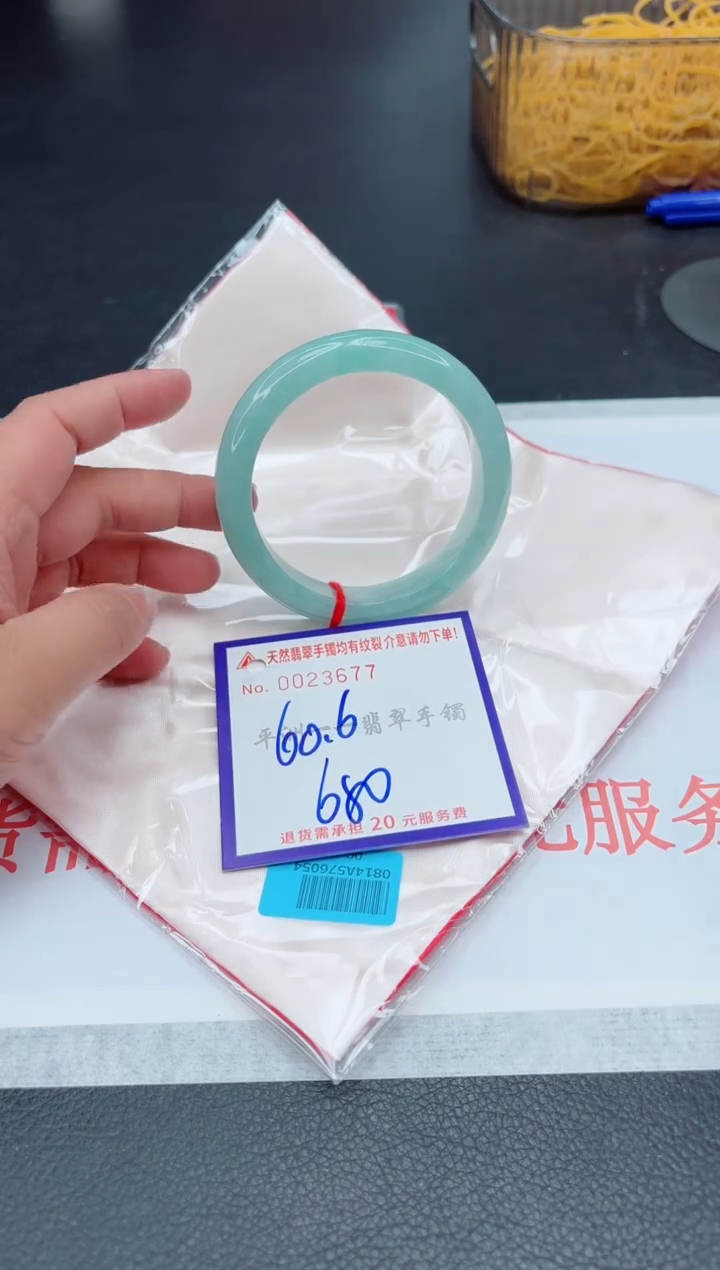 天然翡翠手镯均有纹裂介意请勿下单!
No. 0023677
翡翠手镯
60.6
680
退货需承担 20 元服务费
0814A576054
服务